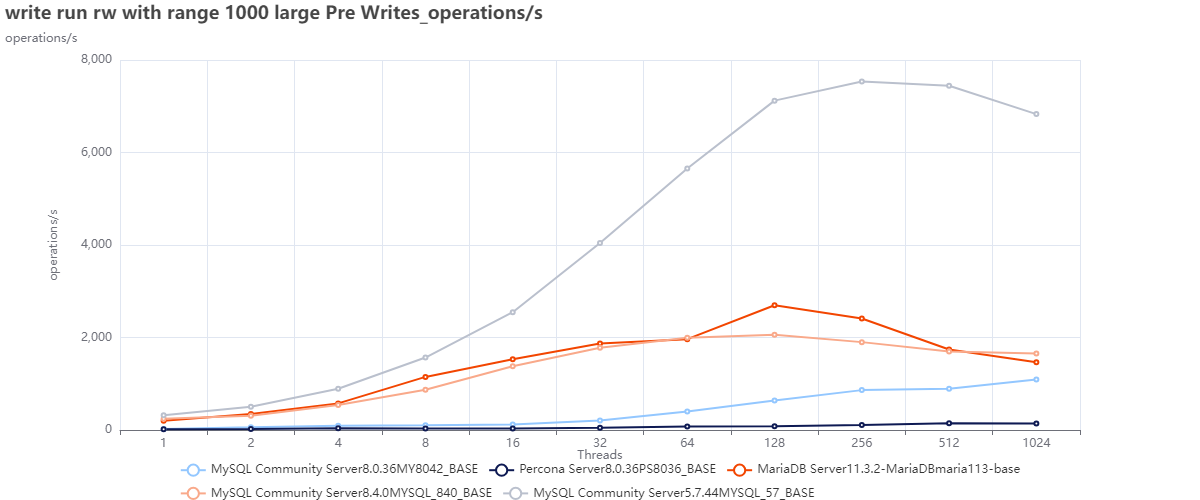 write run rw with range 1000 large Pre Writes_operations/s
operations/s
8,000
6,000
4,000
2,000
0
operations/s
1 2 4 8 16 32 64 128 256 512 1024
Threads
MySQL Community Server8.0.36MY8042_BASE Percona Server8.0.36PS8036_BASE MariaDB Server11.3.2-MariaDBmaria113-base
MySQL Community Server8.4.0MYSQL_840_BASE MySQL Community Server5.7.44MYSQL_57_BASE